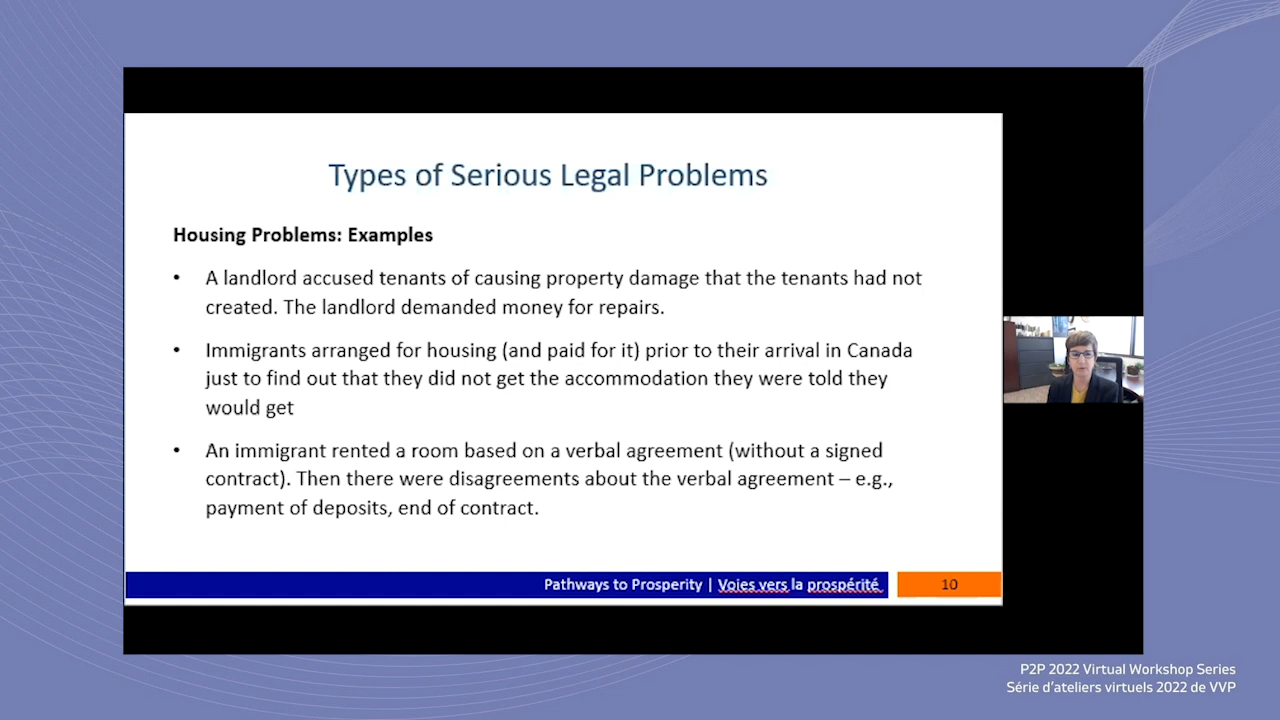 Types of Serious Legal Problems
Housing Problems: Examples
• A landlord accused tenants of causing property damage that the tenants had not
created. The landlord demanded money for repairs.
• Immigrants arranged for housing (and paid for it) prior to their arrival in Canada
just to find out that they did not get the accommodation they were told they
would get
• An immigrant rented a room based on a verbal agreement (without a signed
contract). Then there were disagreements about the verbal agreement – e.g.,
payment of deposits, end of contract.
Pathways to Prosperity | Voies vers la prospérité
10
P2P 2022 Virtual Workshop Series
Série d'ateliers virtuels 2022 de VVP